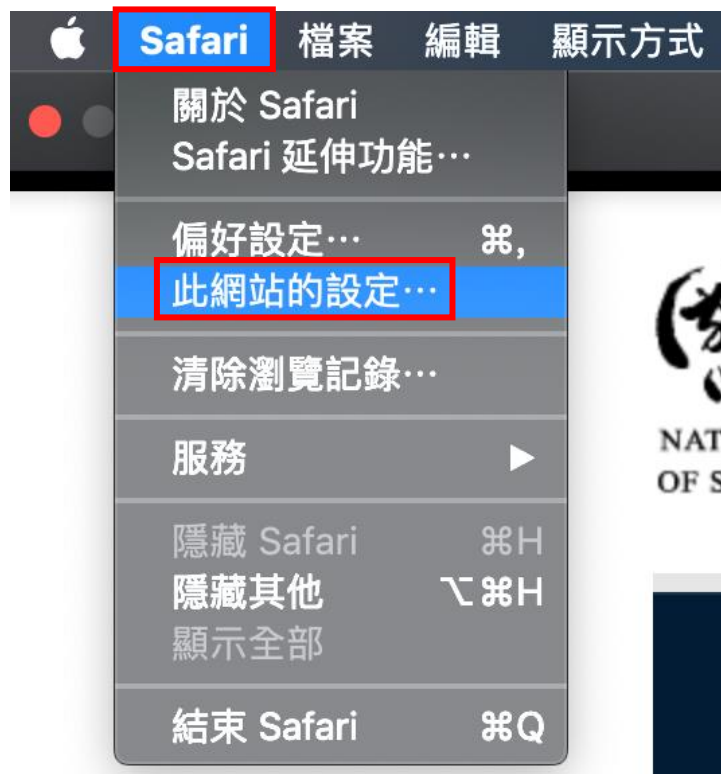 Safari 檔案 編輯 顯示方式
關於 Safari
Safari 延伸功能⋯
偏好設定⋯ ⌘,
此網站的設定⋯
清除瀏覽記錄⋯
服務 ▶
NAT
OF S
隱藏 Safari ⌘H
隱藏其他 ⌥⌘H
顯示全部
結束 Safari ⌘Q